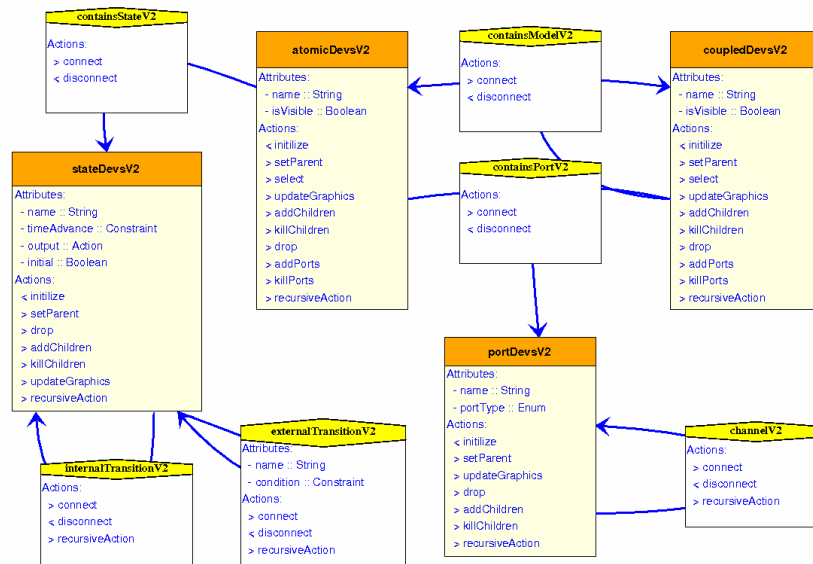 containsStateV2
Actions:
> connect
< disconnect
atomicDevsV2
Attributes:
- name :: String
- isVisible :: Boolean
Actions:
< initilize
> setParent
> select
> updateGraphics
> addChildren
> killChildren
> drop
> addPorts
> killPorts
> recursiveAction
containsModelV2
Actions:
> connect
< disconnect
coupledDevsV2
Attributes:
- name :: String
- isVisible :: Boolean
Actions:
< initilize
> setParent
> select
> updateGraphics
> addChildren
> killChildren
> drop
> addPorts
> killPorts
> recursiveAction
stateDevsV2
Attributes:
- name :: String
- timeAdvance :: Constraint
- output :: Action
- initial :: Boolean
Actions:
< initilize
> setParent
> drop
> addChildren
> killChildren
> updateGraphics
> recursiveAction
containsPortV2
Actions:
> connect
< disconnect
portDevsV2
Attributes:
- name :: String
- portType :: Enum
Actions:
< initilize
> setParent
> updateGraphics
> drop
> addChildren
> killChildren
> recursiveAction
channelV2
Actions:
> connect
< disconnect
> recursiveAction
internalTransitionV2
Actions:
> connect
< disconnect
> recursiveAction
externalTransitionV2
Attributes:
- name :: String
- condition :: Constraint
Actions:
> connect
< disconnect
> recursiveAction